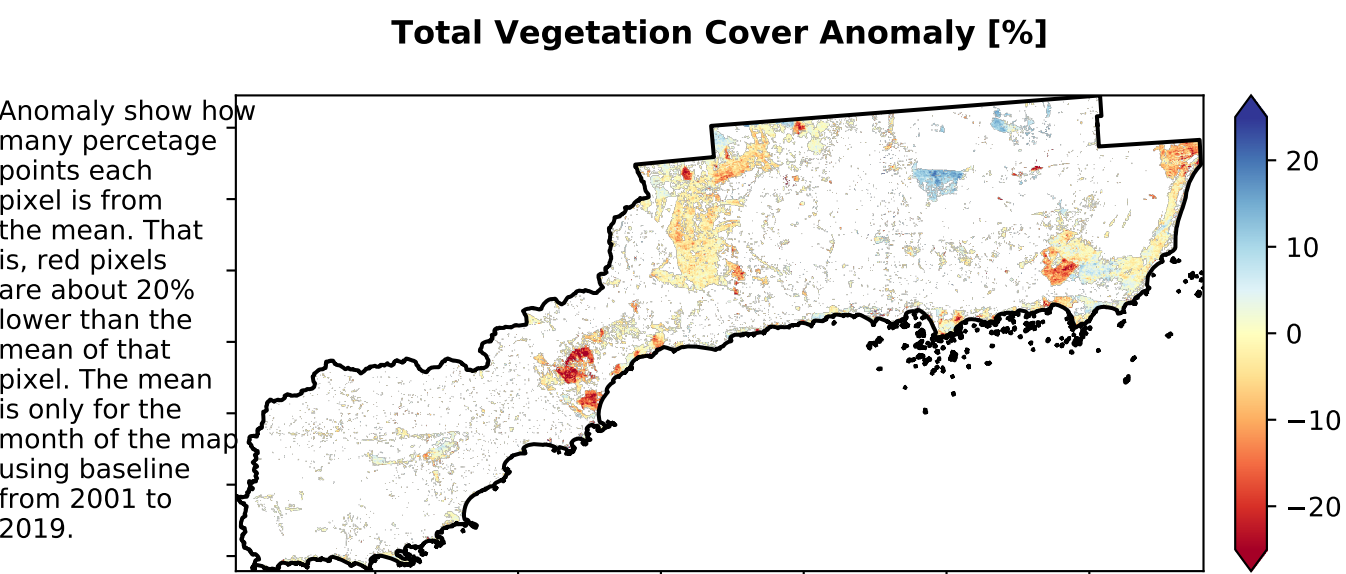 Total Vegetation Cover Anomaly [%]
Anomaly show how
many percetage
points each
pixel is from
the mean. That
is, red pixels
are about 20%
lower than the
mean of that
pixel. The mean
is only for the
month of the map
using baseline
from 2001 to
2019.
20
10
0
−10
−20